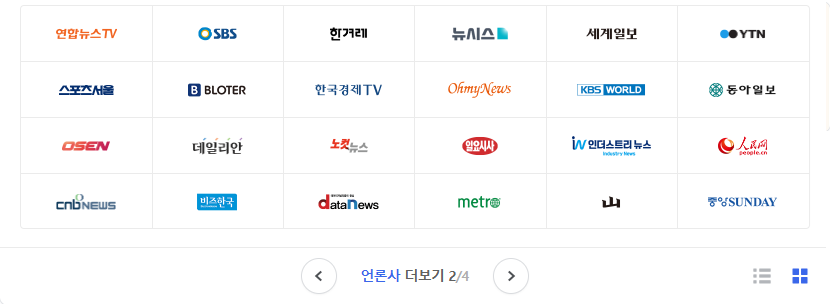 연합뉴스TV
SBS
한겨레
뉴시스
세계일보
YTN
스포츠서울
BLOTER
한국경제TV
OhmyNews
KBS WORLD
동아일보
OSEN
데일리안
노컷뉴스
일요시사
iN 인더스트리 뉴스
Industry News
人民网
people.cn
cnbNEWS
비즈한국
dataNews
metro
山
중앙SUNDAY
언론사 더보기 2/4